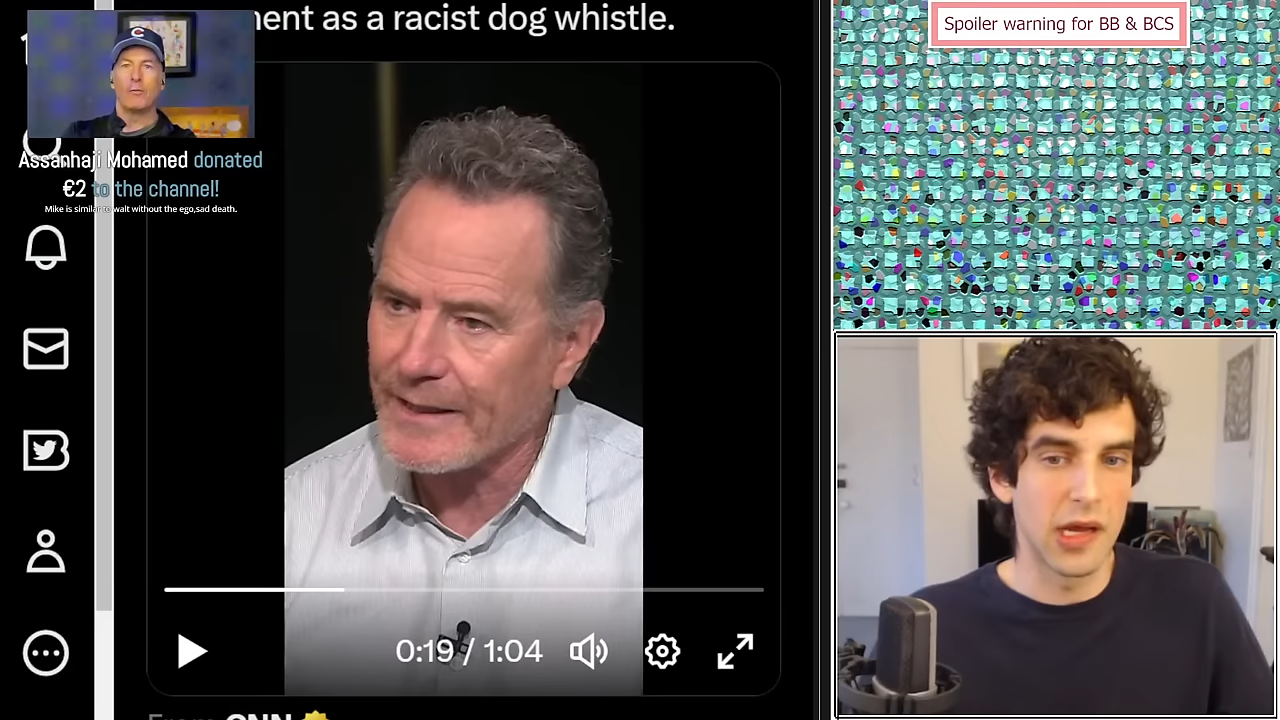 as a racist dog whistle.
Spoiler warning for BB & BCS
Assanhaji Mohamed donated
€2 to the channel!
Mike is similar to walt without the ego,sad death.
0:19 / 1:04
From CNN